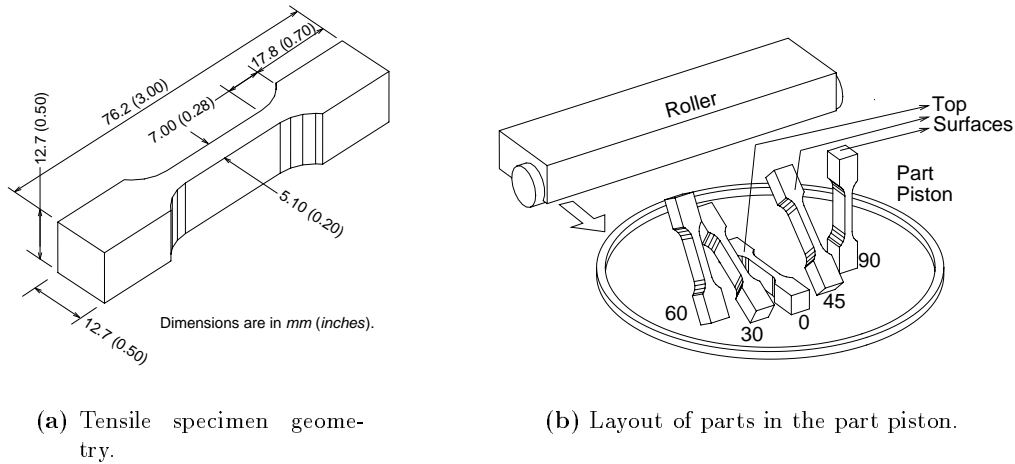 76.2 (3.00)
17.8 (0.70)
7.00 (0.28)
12.7 (0.50)
5.10 (0.20)
12.7 (0.50)
Dimensions are in mm (inches).
(a) Tensile specimen geome-
try.
Roller
Top
Surfaces
Part
Piston
90
45
0
30
60
(b) Layout of parts in the part piston.